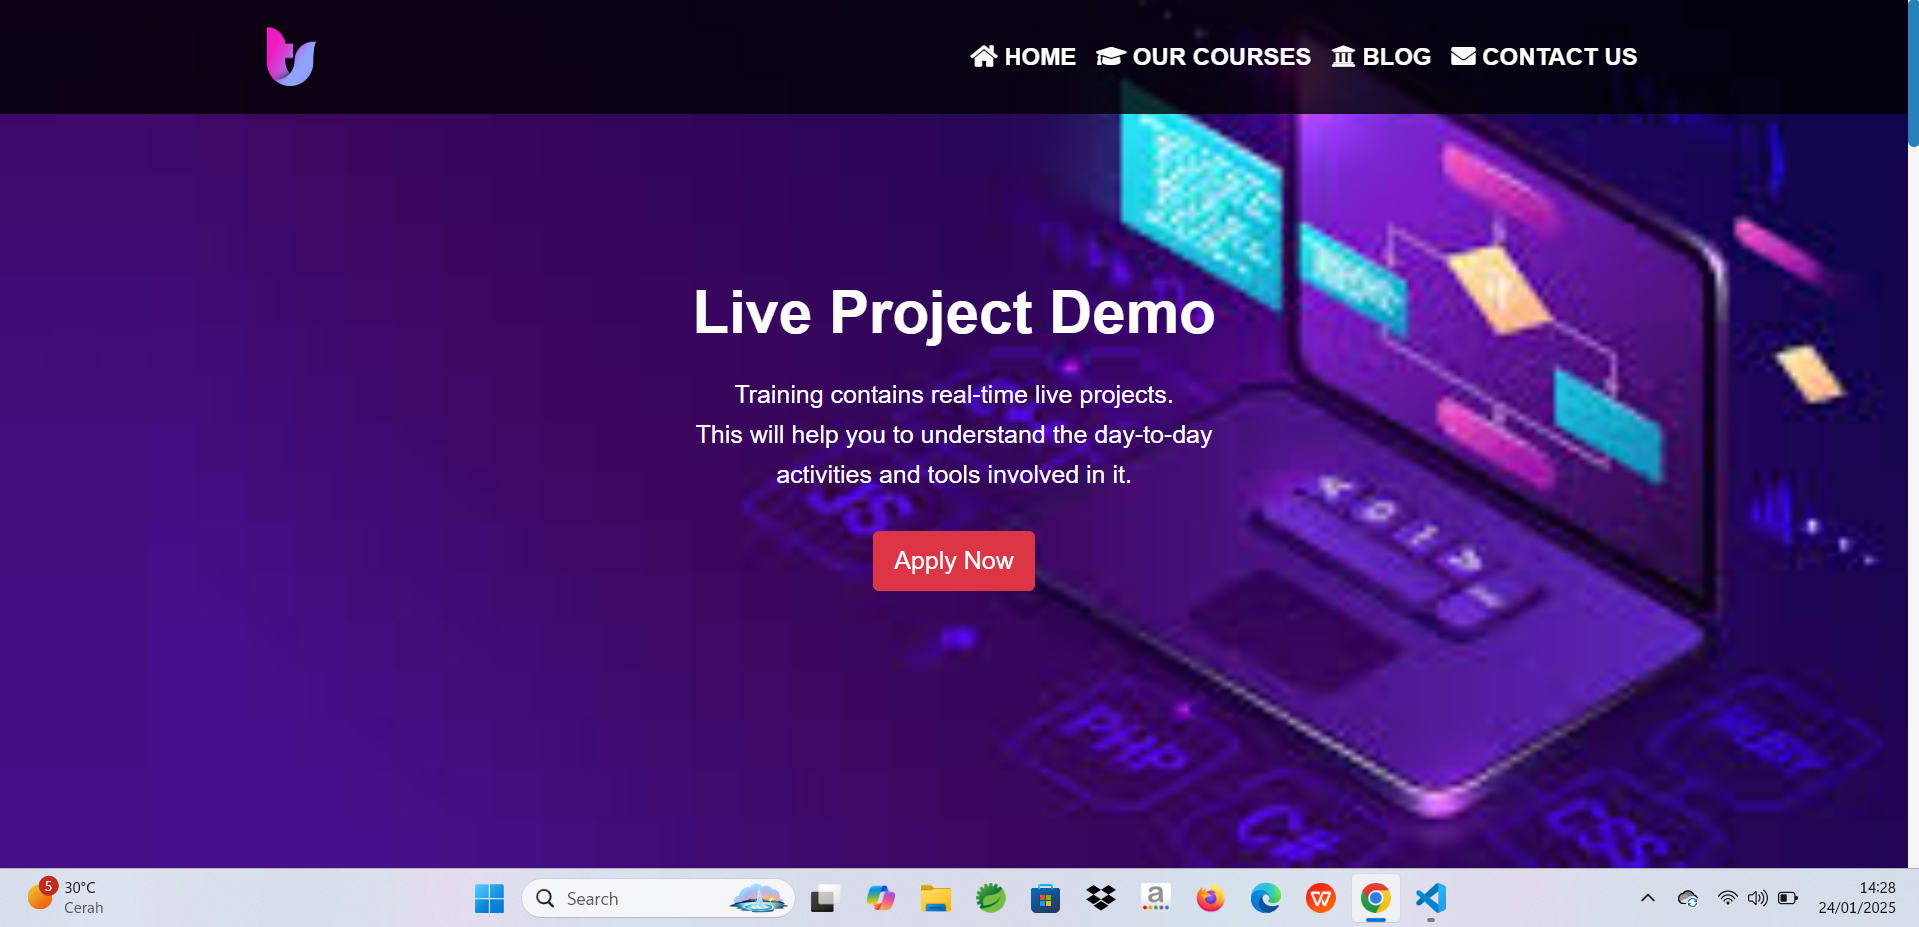 HOME OUR COURSES BLOG CONTACT US
Live Project Demo
Training contains real-time live projects.
This will help you to understand the day-to-day
activities and tools involved in it.
Apply Now
JS
PHP
RUBY
C#
CSS
5
30°C
Cerah
Search
14:28
24/01/2025